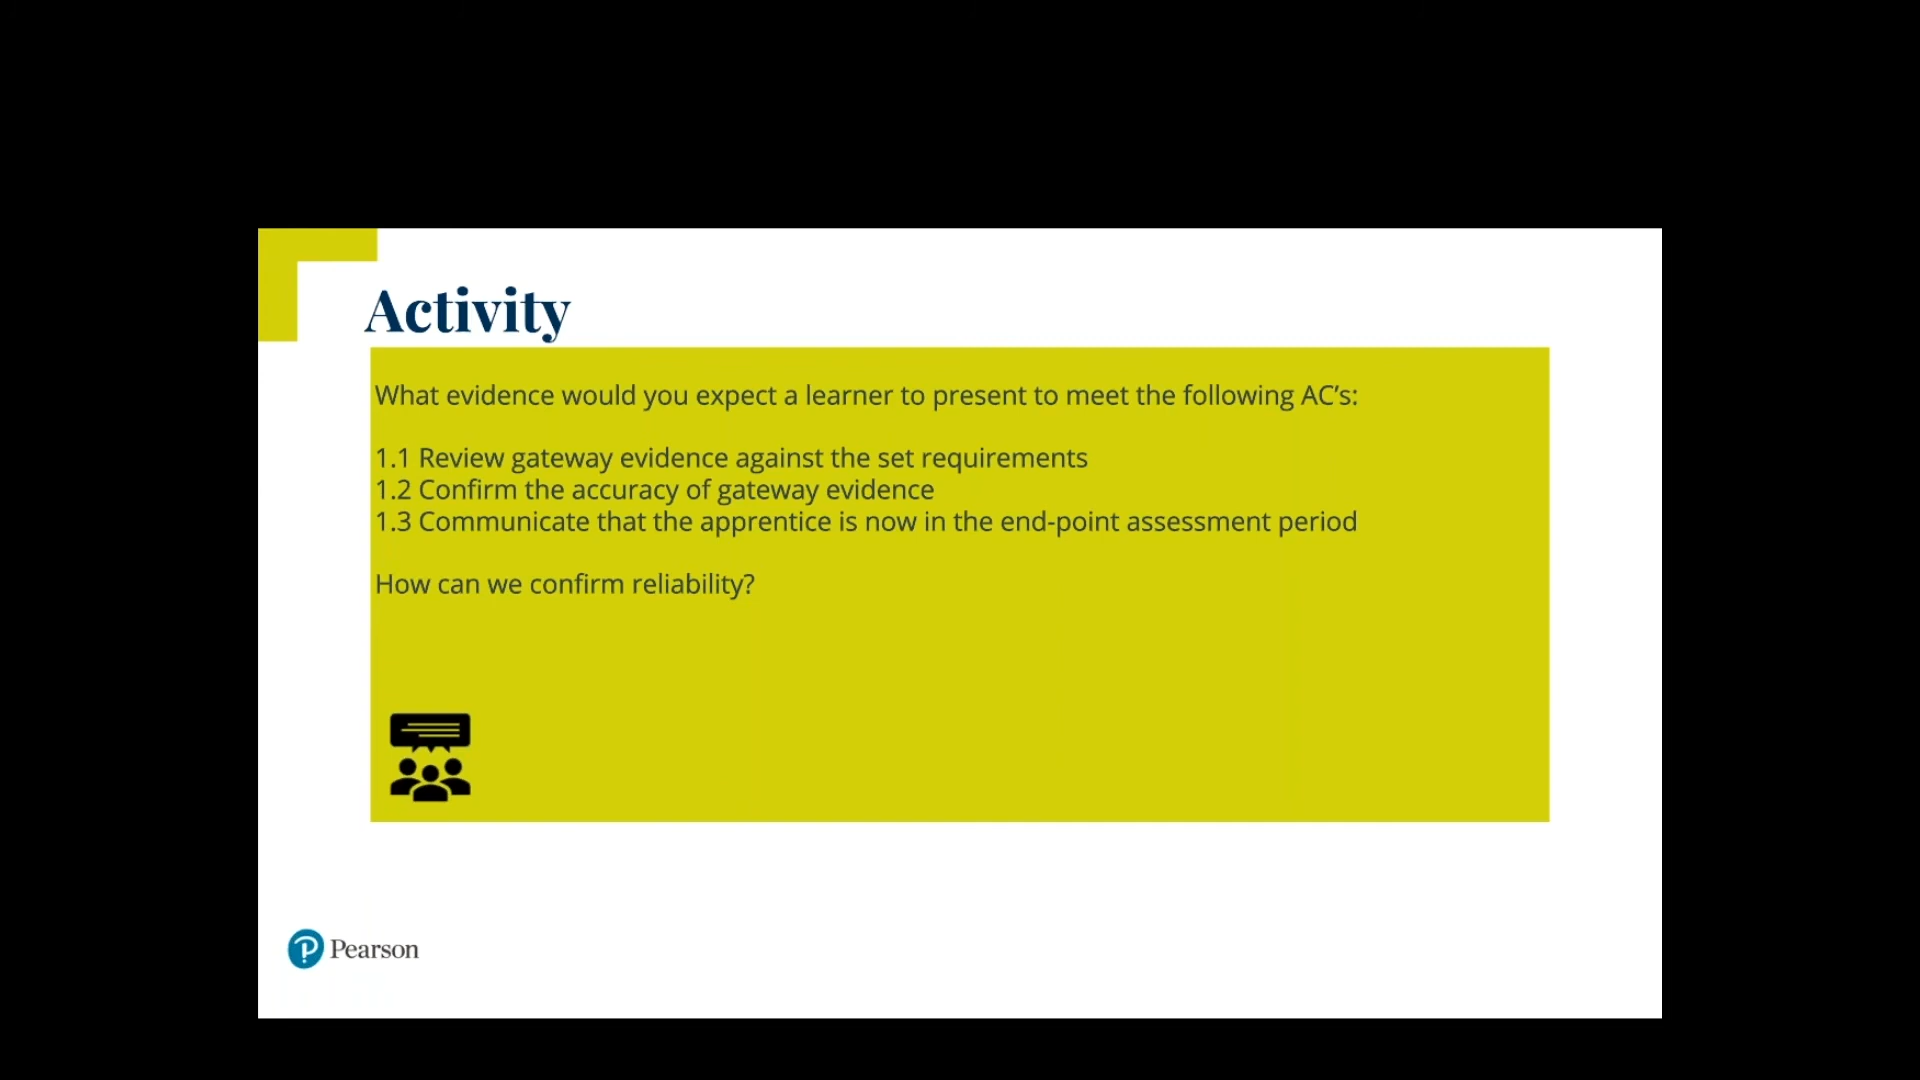 Activity
What evidence would you expect a learner to present to meet the following AC’s:
1.1 Review gateway evidence against the set requirements
1.2 Confirm the accuracy of gateway evidence
1.3 Communicate that the apprentice is now in the end-point assessment period
How can we confirm reliability?
Pearson